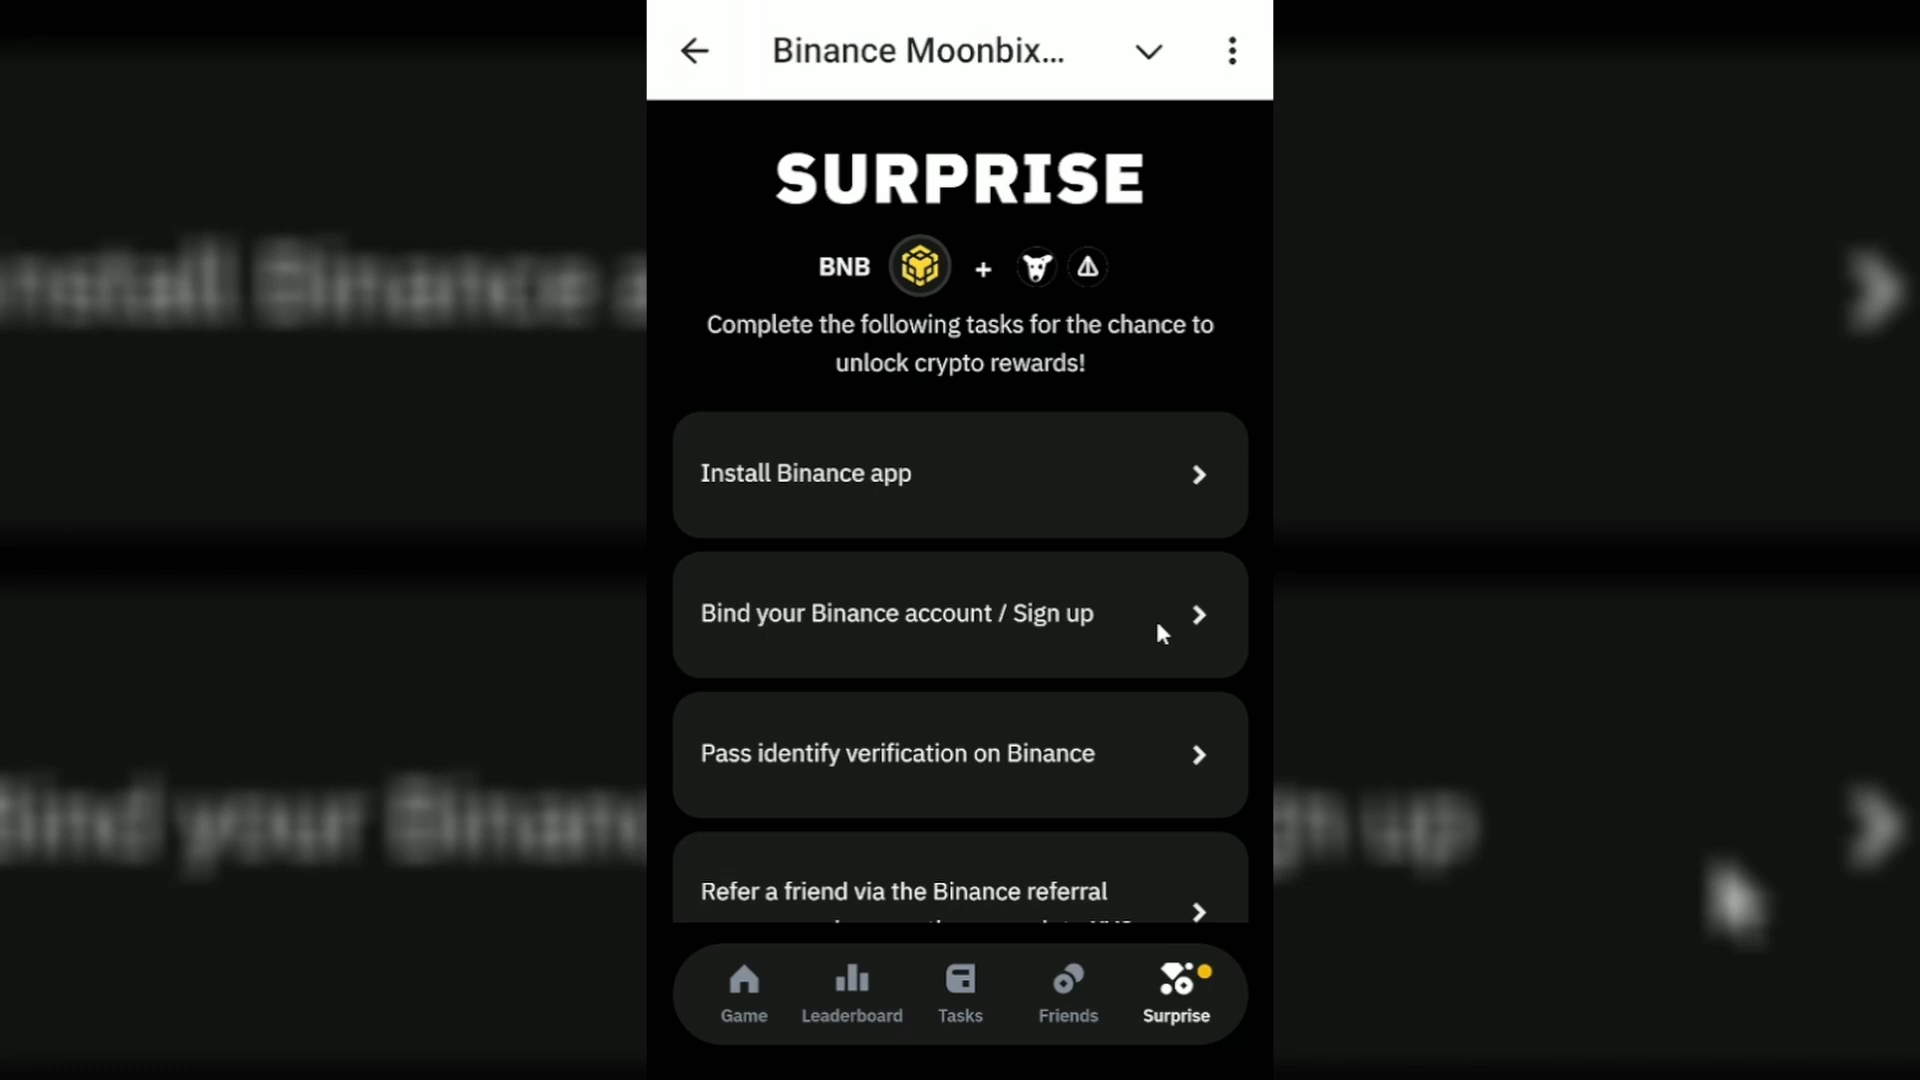 Binance Moonbix...
SURPRISE
BNB +
Complete the following tasks for the chance to
unlock crypto rewards!
Install Binance app
Bind your Binance account / Sign up
Pass identify verification on Binance
Refer a friend via the Binance referral
Game Leaderboard Tasks Friends Surprise